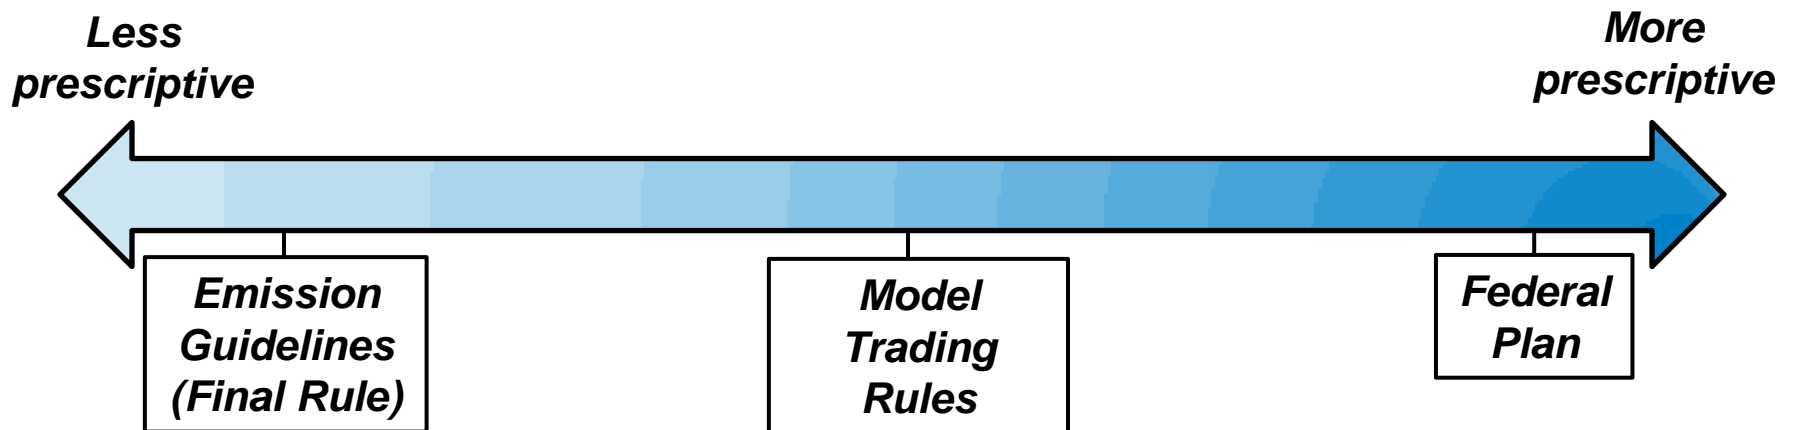 Less
prescriptive
More
prescriptive
Emission
Guidelines
(Final Rule)
Model
Trading
Rules
Federal
Plan